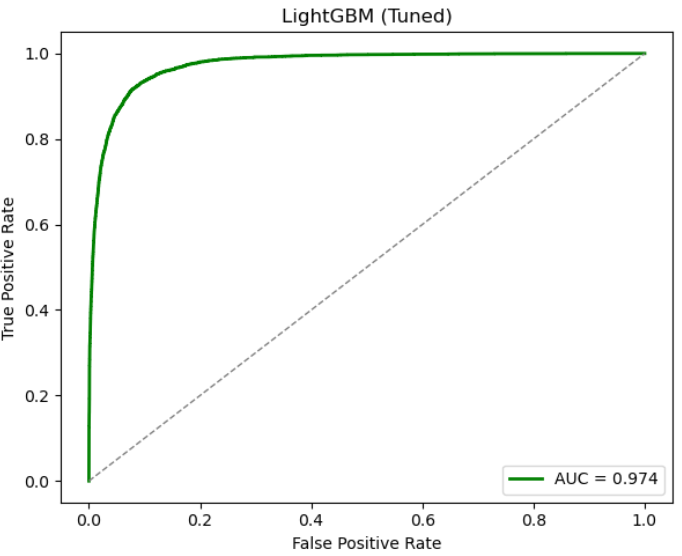 LightGBM (Tuned)
1.0
0.8
0.6
0.4
0.2
0.0
True Positive Rate
AUC = 0.974
0.0 0.2 0.4 0.6 0.8 1.0
False Positive Rate